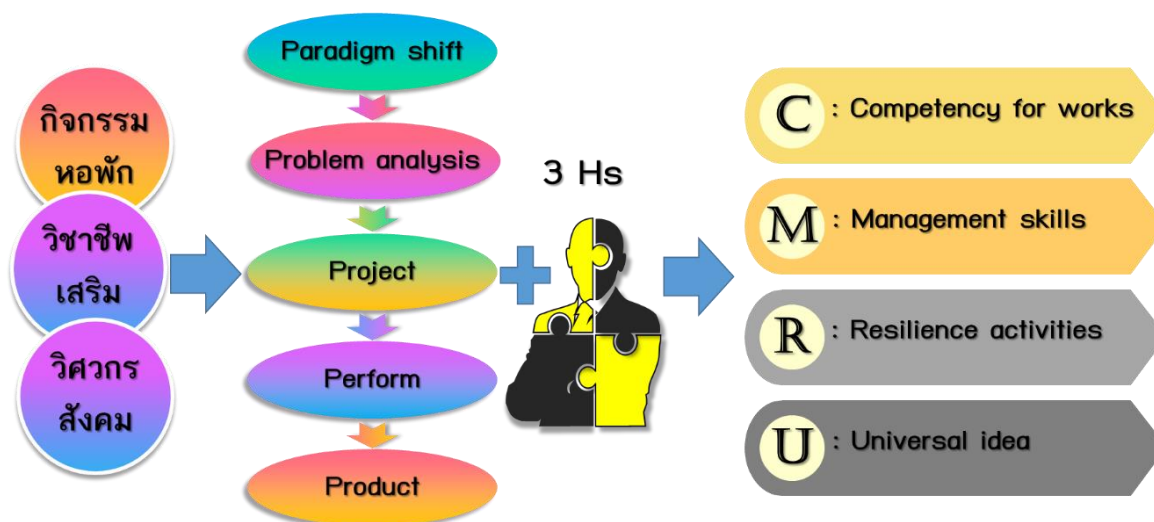 กิจกรรม
หอพัก
วิชาชีพ
เสริม
วิศวกร
สังคม
Paradigm shift
Problem analysis
Project
Perform
Product
3 Hs
C : Competency for works
M : Management skills
R : Resilience activities
U : Universal idea